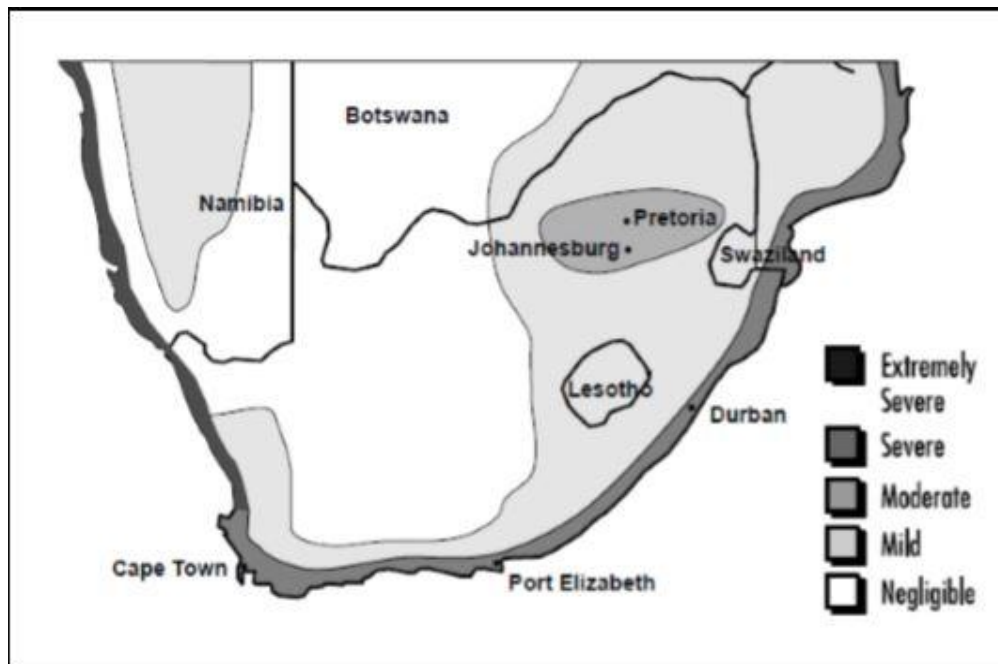 Botswana
Namibia
Pretoria
Johannesburg
Swaziland
Lesotho
Durban
Cape Town
Port Elizabeth
Extremely
Severe
Severe
Moderate
Mild
Negligible